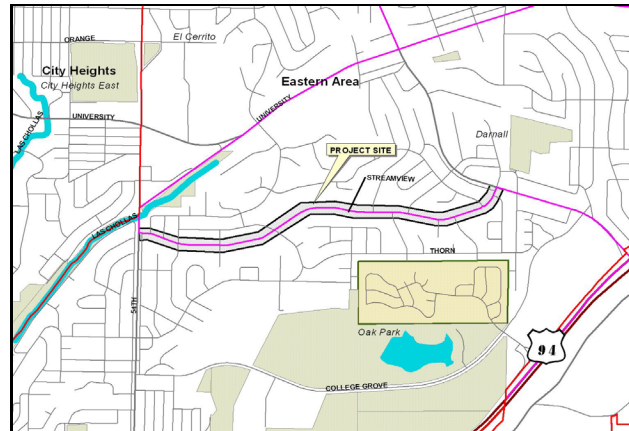 ORANGE
El Cerrito
City Heights
City Heights East
Eastern Area
UNIVERSITY
UNIVERSITY
LAS CHOLLAS
Darnall
PROJECT SITE
STREAMVIEW
LAS CHOLLAS
THORN
54TH
Oak Park
94
COLLEGE GROVE